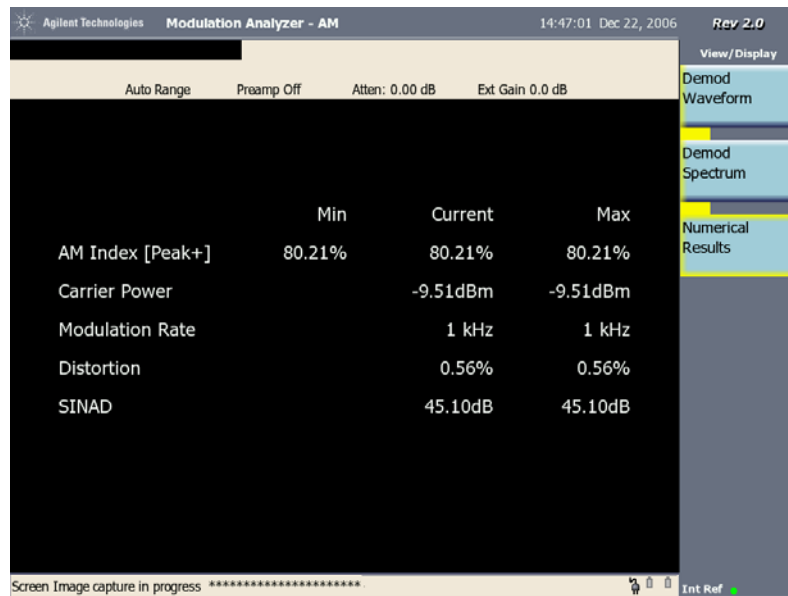 Agilent Technologies Modulation Analyzer - AM 14:47:01 Dec 22, 2006 Rev 2.0
View/Display
Auto Range Preamp Off Atten: 0.00 dB Ext Gain 0.0 dB
Demod
Waveform
Demod
Spectrum
Numerical
Results
Min Current Max
AM Index [Peak+] 80.21% 80.21% 80.21%
Carrier Power -9.51dBm -9.51dBm
Modulation Rate 1 kHz 1 kHz
Distortion 0.56% 0.56%
SINAD 45.10dB 45.10dB
Screen Image capture in progress **********************
Int Ref